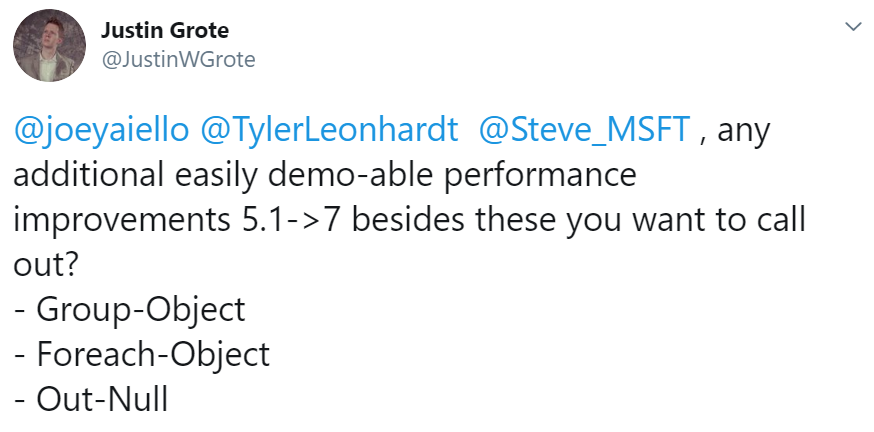 Justin Grote
@JustinWGrote
@joeyaiello @TylerLeonhardt @Steve_MSFT , any
additional easily demo-able performance
improvements 5.1->7 besides these you want to call
out?
- Group-Object
- Foreach-Object
- Out-Null